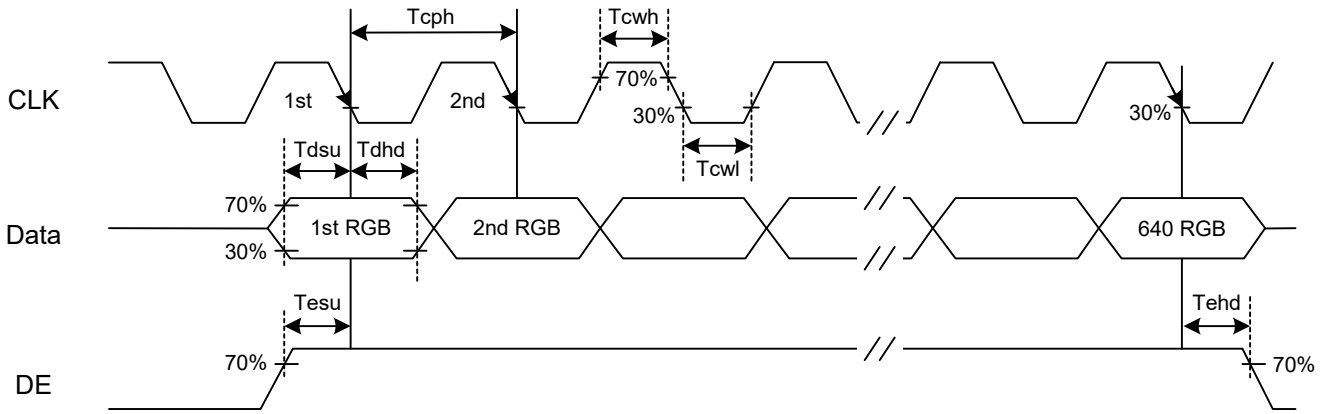 Tcph
Tcwh
CLK
1st
2nd
70%
30%
30%
Tcwl
Tdsu
Tdhd
Data
70%
30%
1st RGB
2nd RGB
640 RGB
Tesu
Tehd
DE
70%
70%